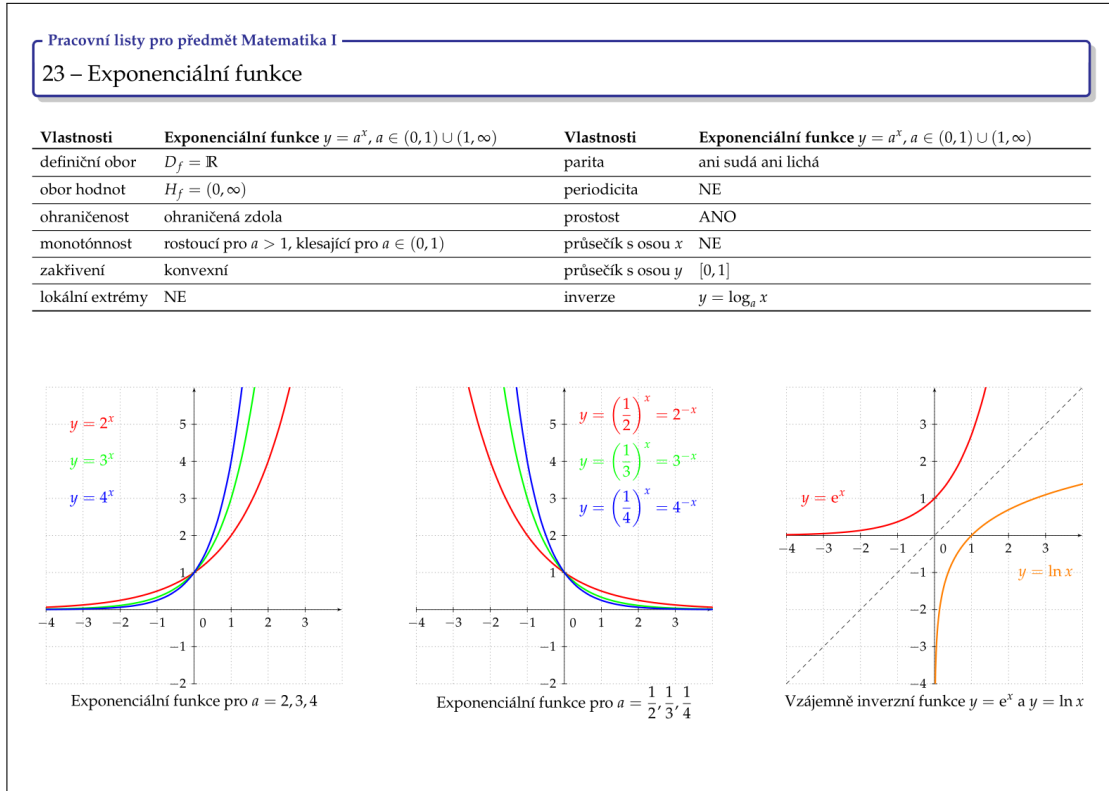 Pracovní listy pro předmět Matematika I
23 – Exponenciální funkce
Vlastnosti Exponenciální funkce y = a^x, a ∈ (0, 1) ∪ (1, ∞) Vlastnosti Exponenciální funkce y = a^x, a ∈ (0, 1) ∪ (1, ∞)
definiční obor D_f = ℝ parita ani sudá ani lichá
obor hodnot H_f = (0, ∞) periodicita NE
ohraničenost ohraničená zdola prostost ANO
monotónnost rostoucí pro a > 1, klesající pro a ∈ (0, 1) průsečík s osou x NE
zakřivení konvexní průsečík s osou y [0, 1]
lokální extrémy NE inverze y = log_a x
y = 2^x
y = 3^x
y = 4^x
5
4
3
2
1
−4 −3 −2 −1 0 1 2 3
−1
−2
Exponenciální funkce pro a = 2, 3, 4
y = (1/2)^x = 2^−x
y = (1/3)^x = 3^−x
y = (1/4)^x = 4^−x
5
4
3
2
1
−4 −3 −2 −1 0 1 2 3
−1
−2
Exponenciální funkce pro a = 1/2, 1/3, 1/4
3
2
1
y = e^x
−4 −3 −2 −1 0 1 2 3
y = ln x
−1
−2
−3
−4
Vzájemně inverzní funkce y = e^x a y = ln x